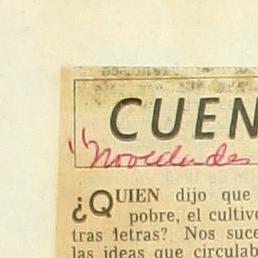 CUEN
"Novedades
¿QUIEN dijo que
pobre, el cultivo
tras letras? Nos suce
las ideas que circulab